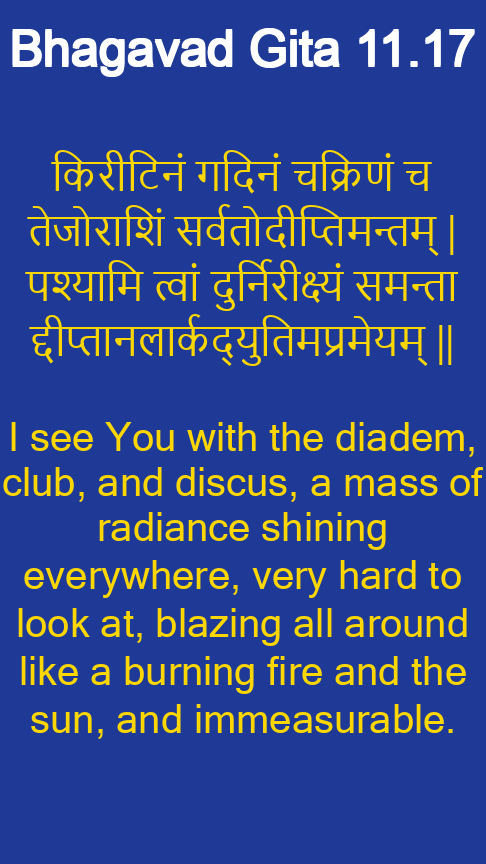 Bhagavad Gita 11.17
किरीटिनं गदिनं चक्रिणं च
तेजोराशिं सर्वतोदीप्तिमन्तम् |
पश्यामि त्वां दुर्निरीक्ष्यं समन्ता
द्दीप्तानलार्कद्युतिमप्रमेयम् ||
I see You with the diadem,
club, and discus, a mass of
radiance shining
everywhere, very hard to
look at, blazing all around
like a burning fire and the
sun, and immeasurable.